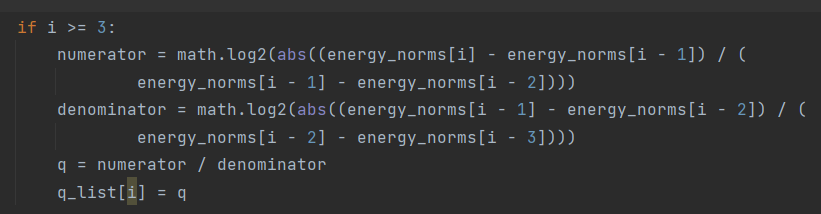 if i >= 3:
    numerator = math.log2(abs((energy_norms[i] - energy_norms[i - 1]) / (
            energy_norms[i - 1] - energy_norms[i - 2])))
    denominator = math.log2(abs((energy_norms[i - 1] - energy_norms[i - 2]) / (
            energy_norms[i - 2] - energy_norms[i - 3])))
    q = numerator / denominator
    q_list[i] = q